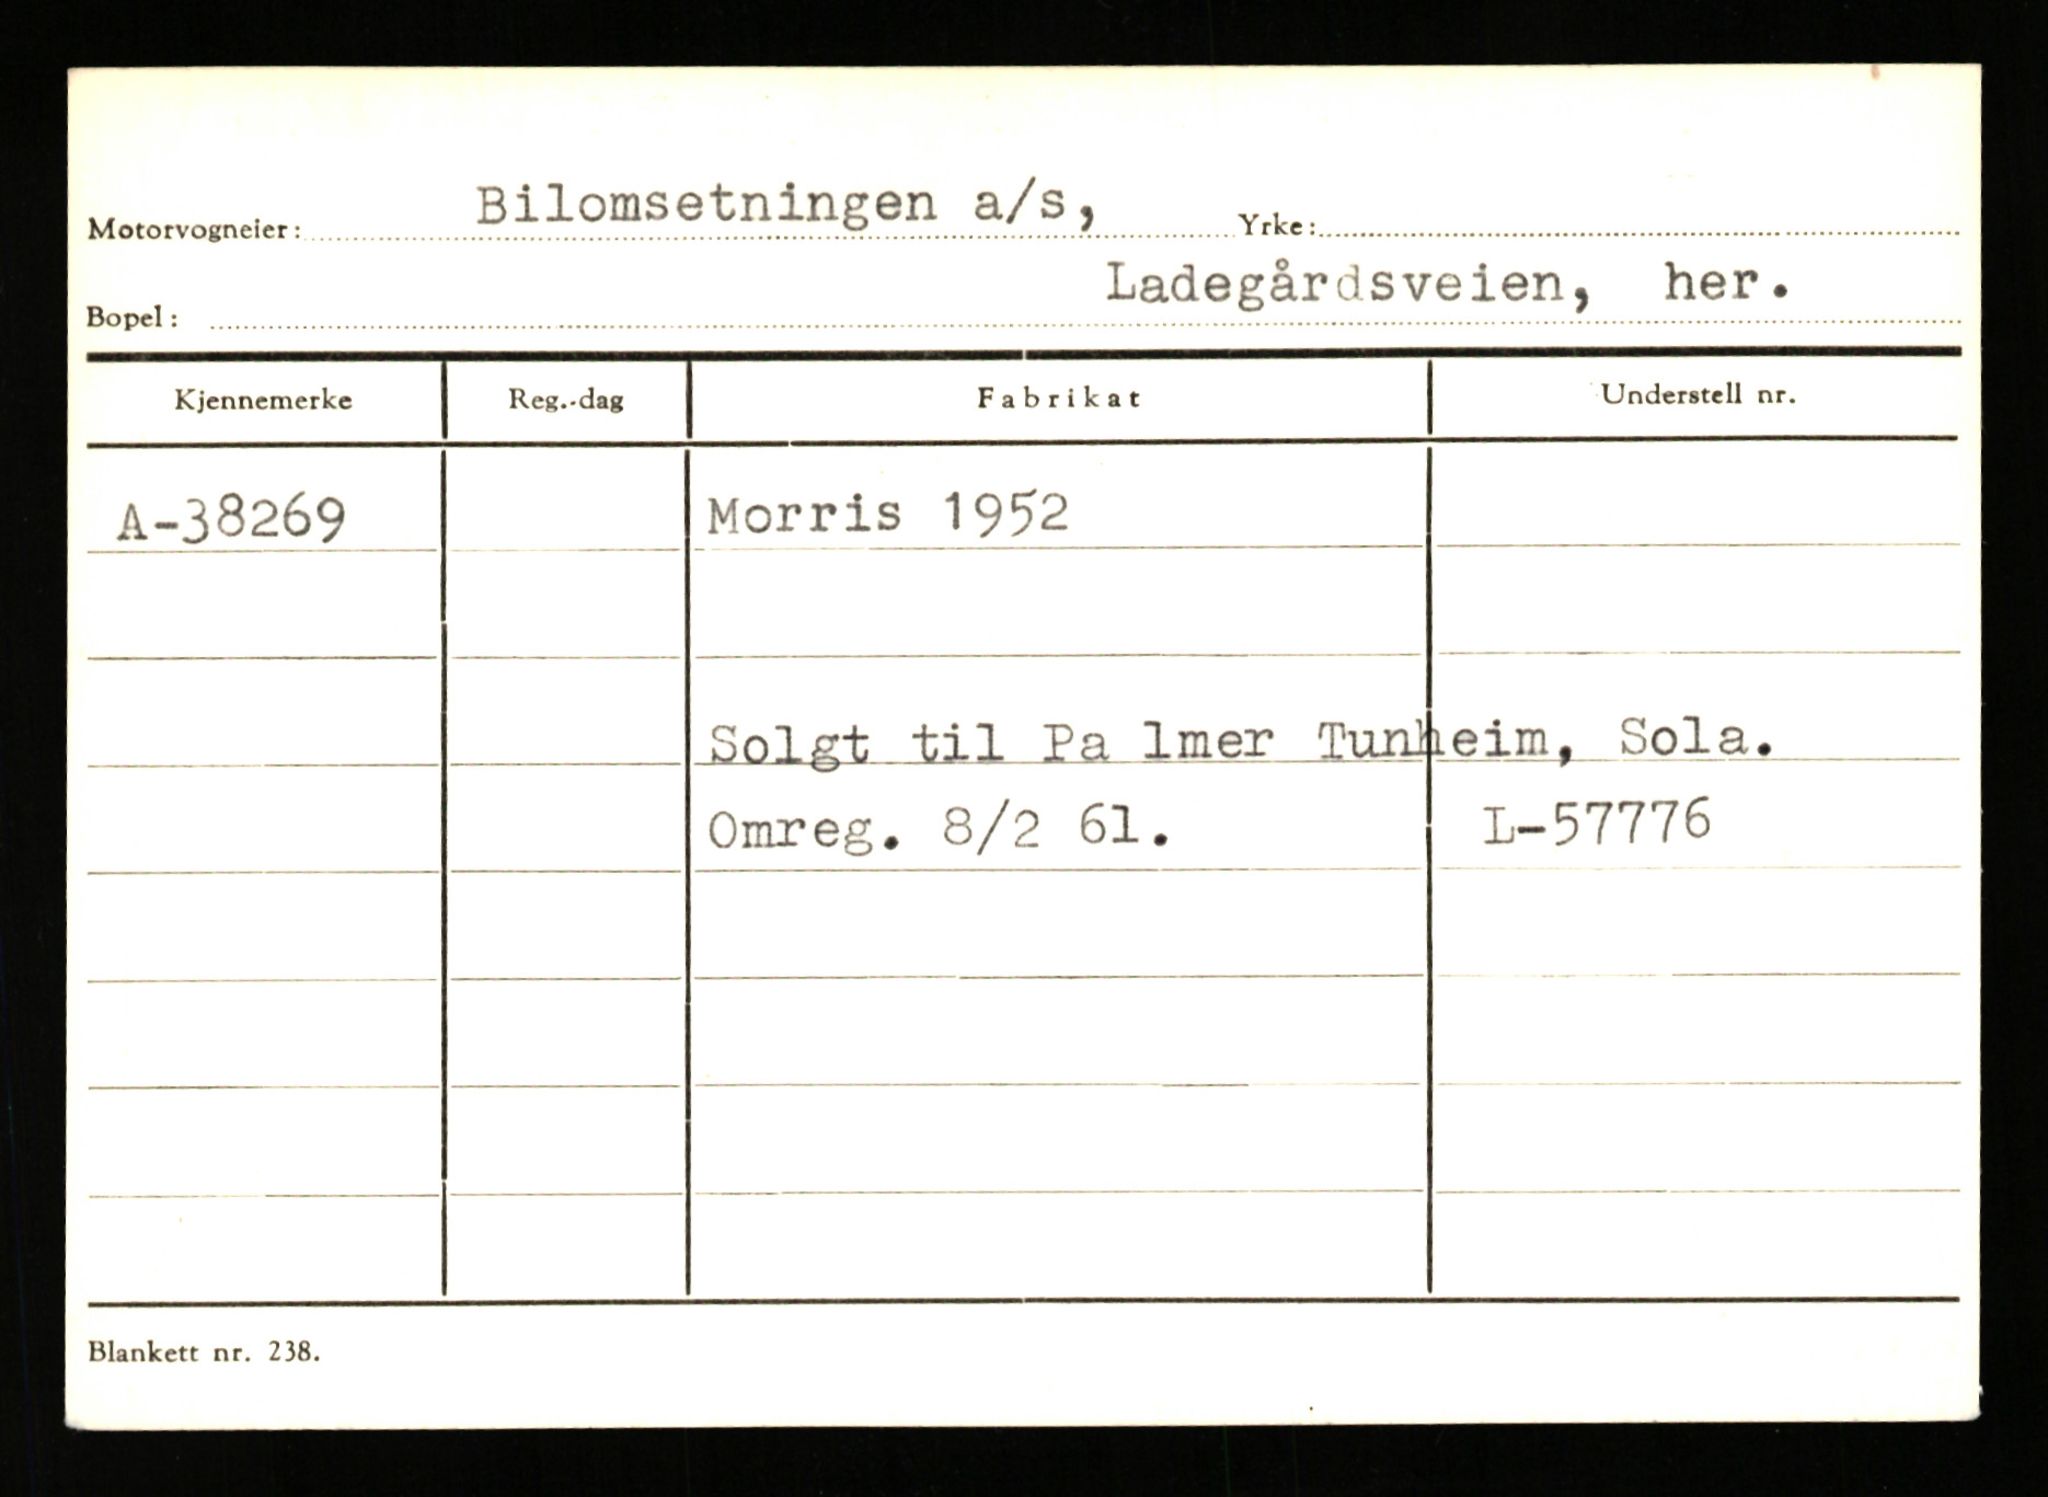 Motorvogneier: Bilomsetningen a/s, Yrke:
Bopel: Ladegårdsveien, her.
Kjennemerke Reg.-dag Fabrikat Understell nr.
A-38269 Morris 1952
Solgt til Pa lmer Tunheim, Sola.
Omreg. 8/2 61. L-57776
Blankett nr. 238.